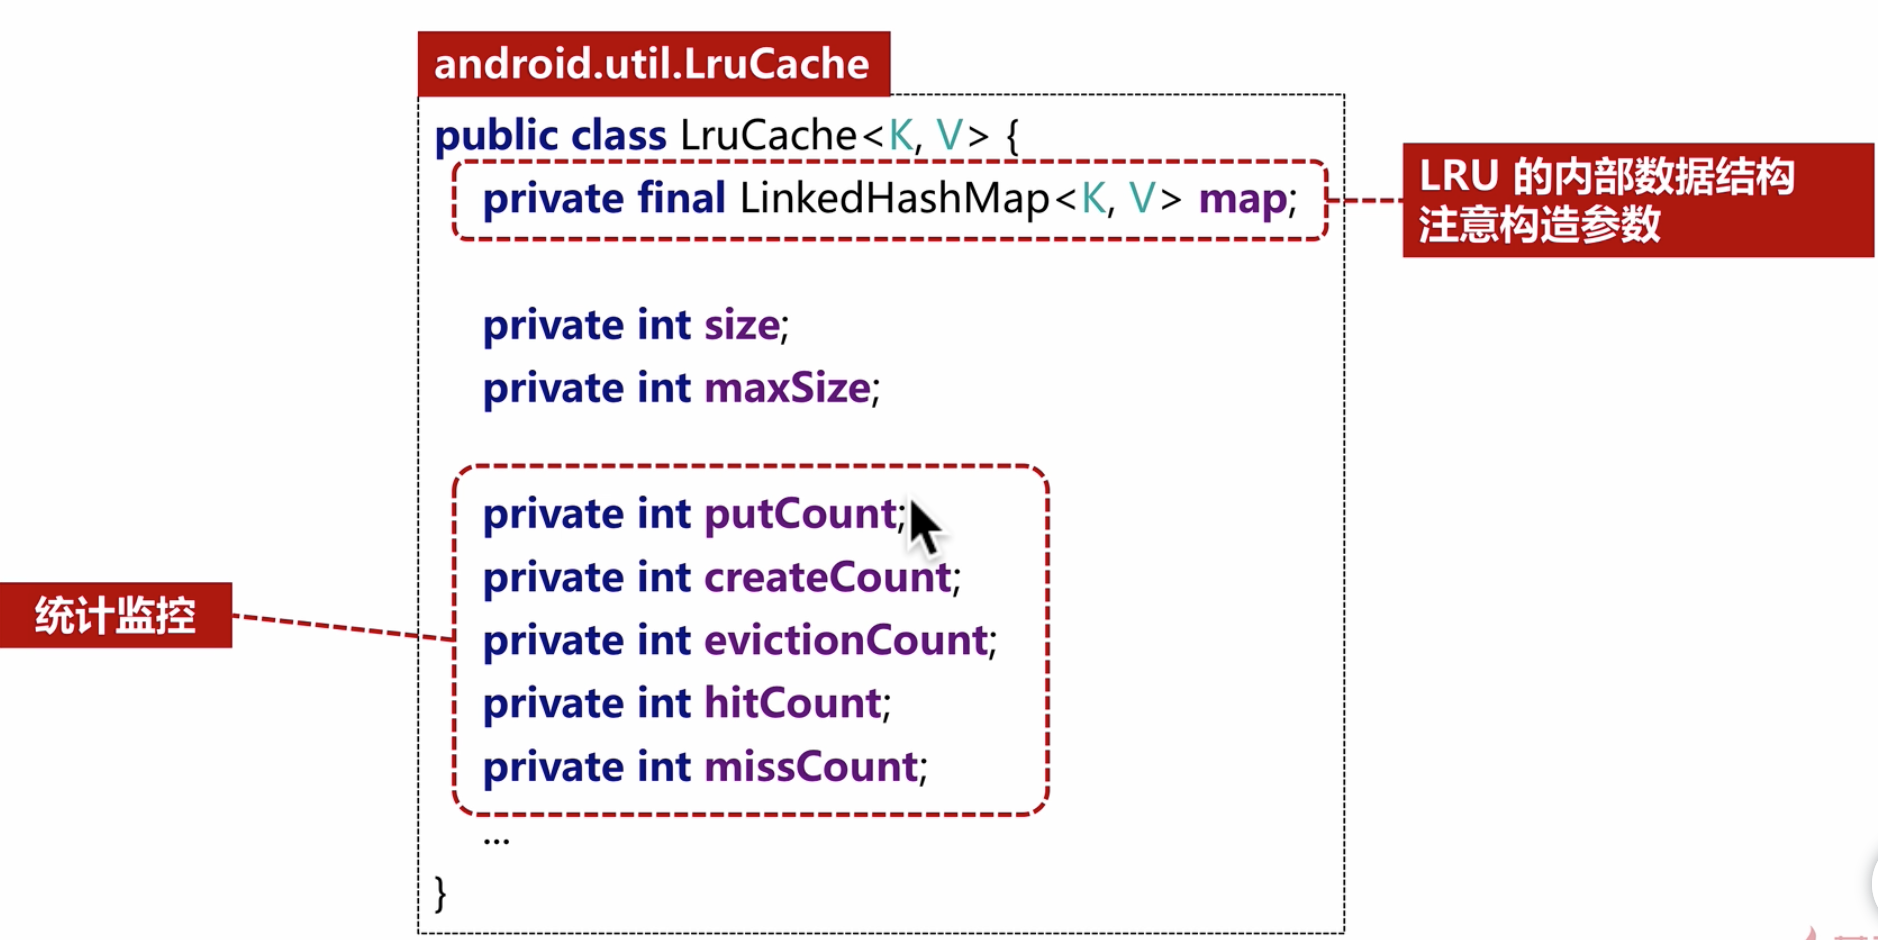 android.util.LruCache
public class LruCache<K, V> {
private final LinkedHashMap<K, V> map;
LRU 的内部数据结构
注意构造参数
private int size;
private int maxSize;
private int putCount;
private int createCount;
private int evictionCount;
private int hitCount;
private int missCount;
统计监控
...
}